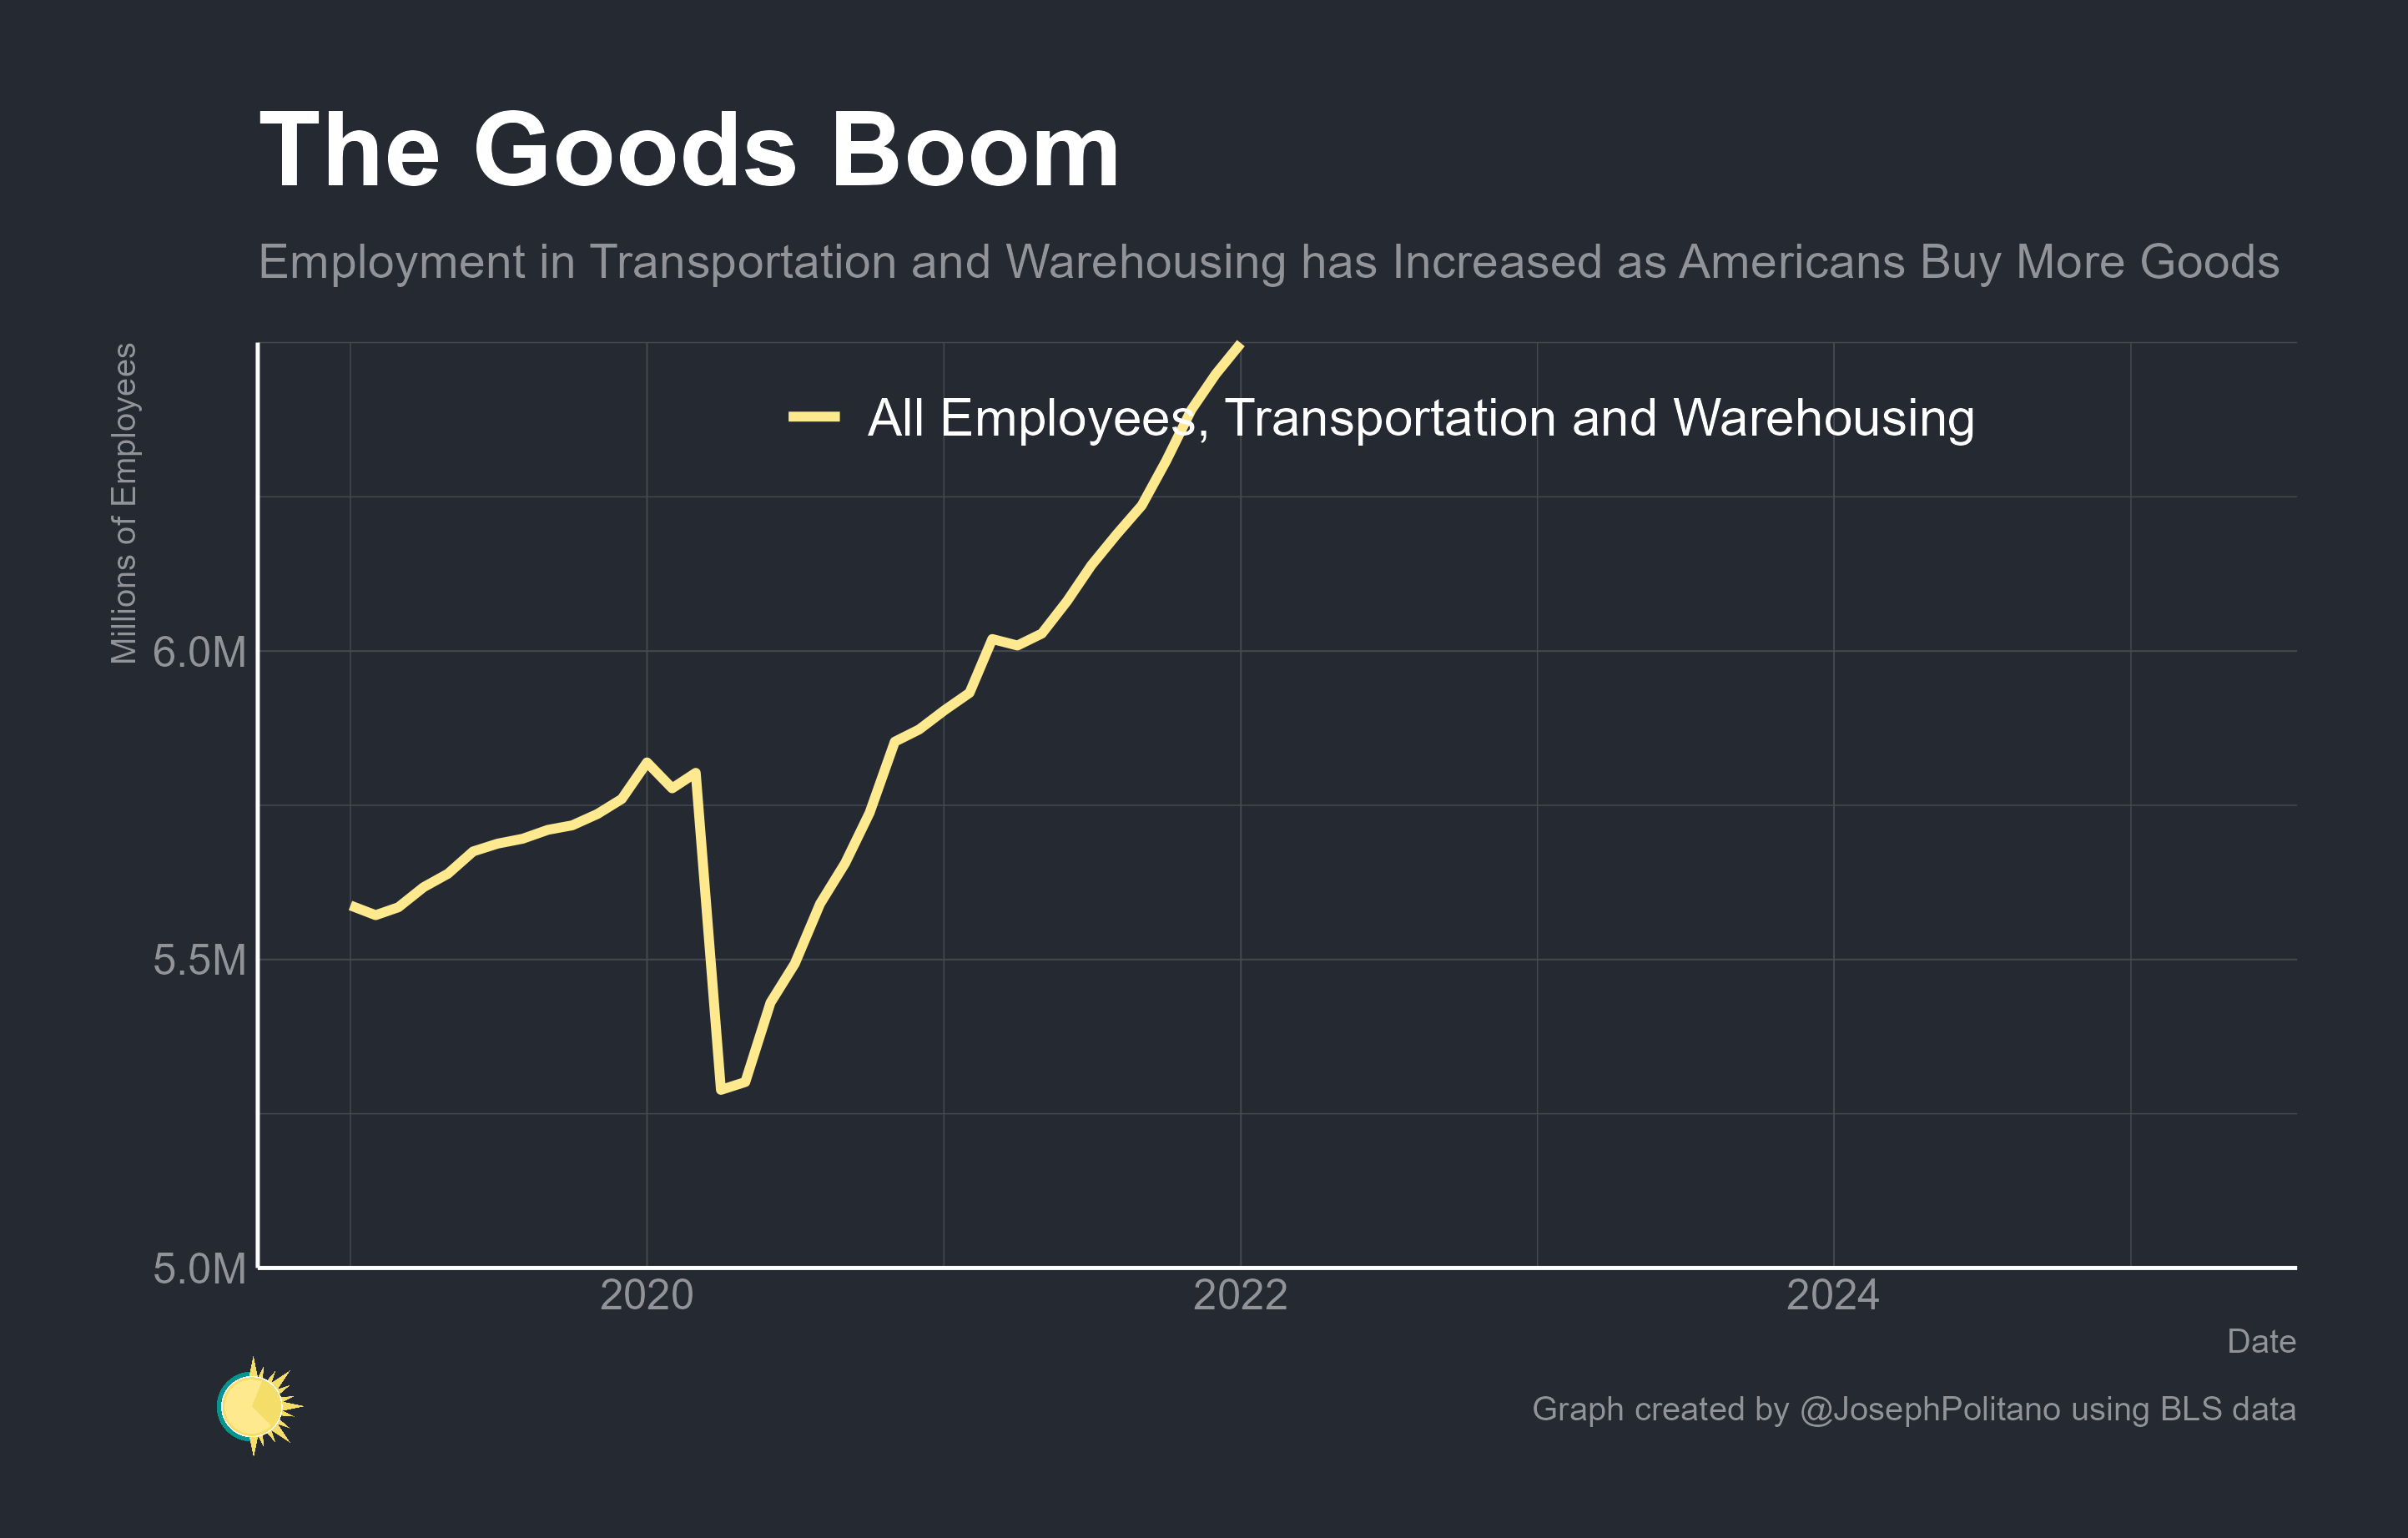 The Goods Boom
Employment in Transportation and Warehousing has Increased as Americans Buy More Goods
Millions of Employees
All Employees, Transportation and Warehousing
6.0M
5.5M
5.0M
2020
2022
2024
Date
Graph created by @JosephPolitano using BLS data